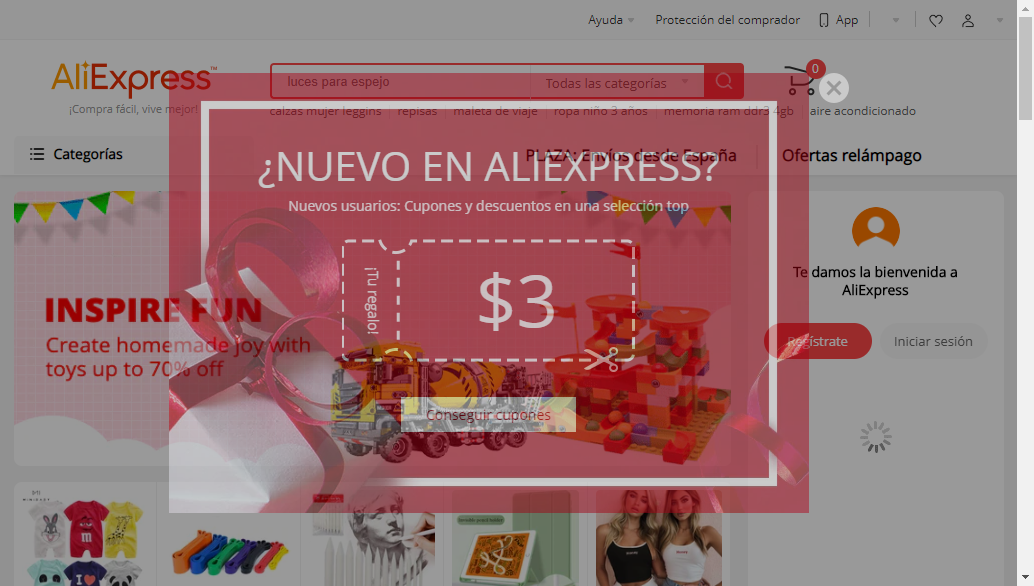 Ayuda
Protección del comprador
App
AliExpress™
¡Compra fácil, vive mejor!
luces para espejo
Todas las categorías
0
calzas mujer leggins
repisas
maleta de viaje
ropa niño 3 años
memoria ram ddr3 4gb
aire acondicionado
Categorías
PLAZA: Envíos desde España
Ofertas relámpago
¿NUEVO EN ALIEXPRESS?
Nuevos usuarios: Cupones y descuentos en una selección top
¡Tu regalo!
$3
Conseguir cupones
INSPIRE FUN
Create homemade joy with
toys up to 70% off
Te damos la bienvenida a
AliExpress
Regístrate
Iniciar sesión